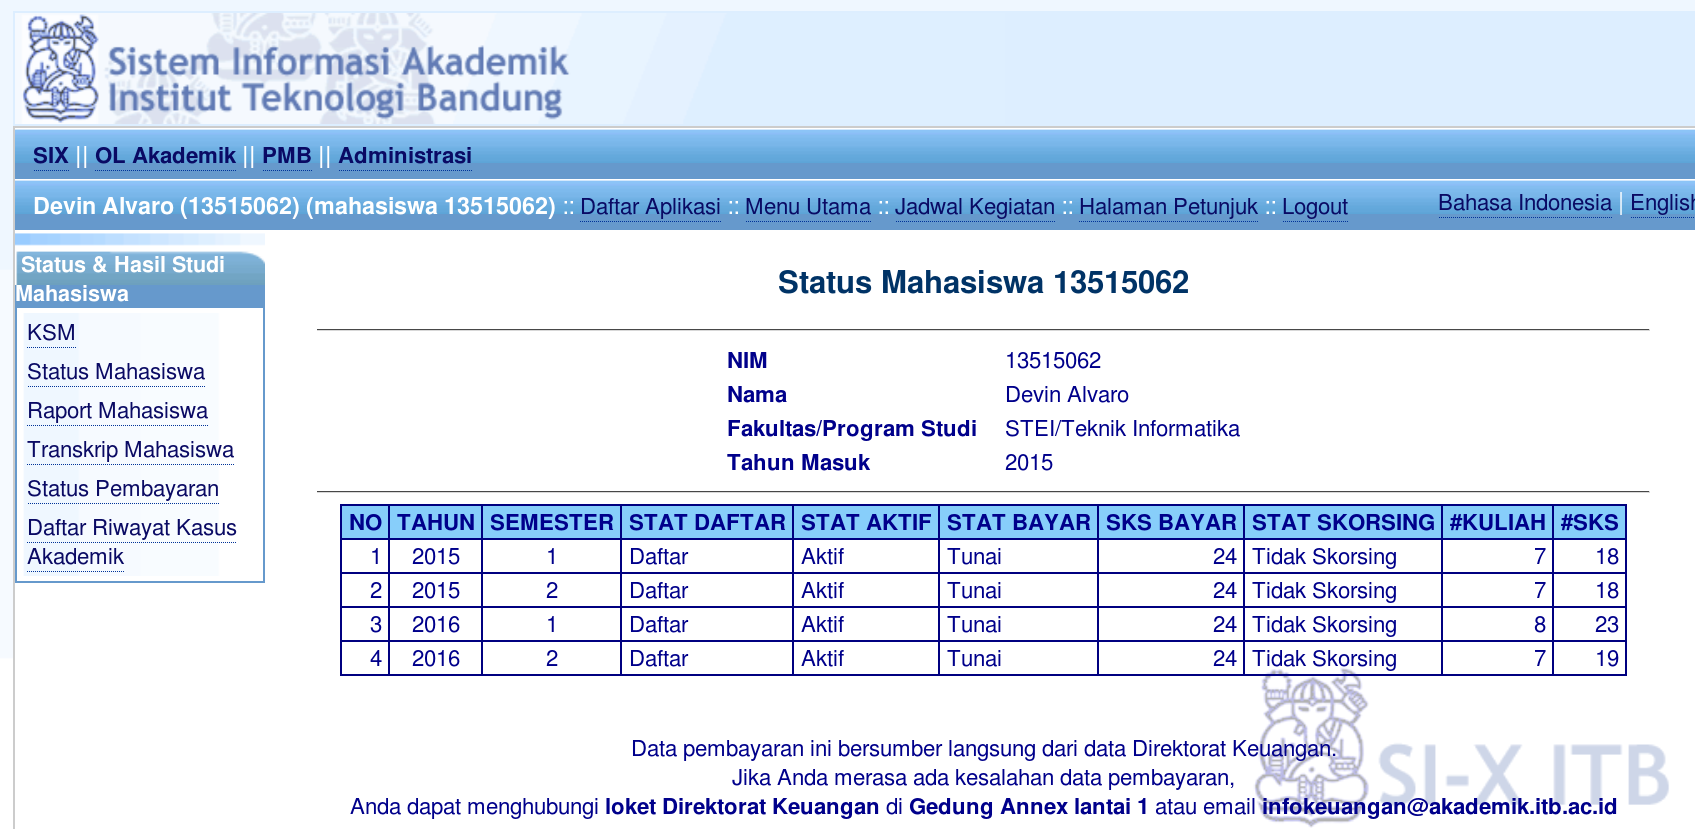 Sistem Informasi Akademik
Institut Teknologi Bandung
SIX || OL Akademik || PMB || Administrasi
Devin Alvaro (13515062) (mahasiswa 13515062) :: Daftar Aplikasi :: Menu Utama :: Jadwal Kegiatan :: Halaman Petunjuk :: Logout Bahasa Indonesia | English
Status & Hasil Studi
Mahasiswa
KSM
Status Mahasiswa
Raport Mahasiswa
Transkrip Mahasiswa
Status Pembayaran
Daftar Riwayat Kasus
Akademik
Status Mahasiswa 13515062
NIM 13515062
Nama Devin Alvaro
Fakultas/Program Studi STEI/Teknik Informatika
Tahun Masuk 2015
NO TAHUN SEMESTER STAT DAFTAR STAT AKTIF STAT BAYAR SKS BAYAR STAT SKORSING #KULIAH #SKS
1 2015 1 Daftar Aktif Tunai 24 Tidak Skorsing 7 18
2 2015 2 Daftar Aktif Tunai 24 Tidak Skorsing 7 18
3 2016 1 Daftar Aktif Tunai 24 Tidak Skorsing 8 23
4 2016 2 Daftar Aktif Tunai 24 Tidak Skorsing 7 19
Data pembayaran ini bersumber langsung dari data Direktorat Keuangan.
Jika Anda merasa ada kesalahan data pembayaran,
Anda dapat menghubungi loket Direktorat Keuangan di Gedung Annex lantai 1 atau email infokeuangan@akademik.itb.ac.id
SI-X ITB